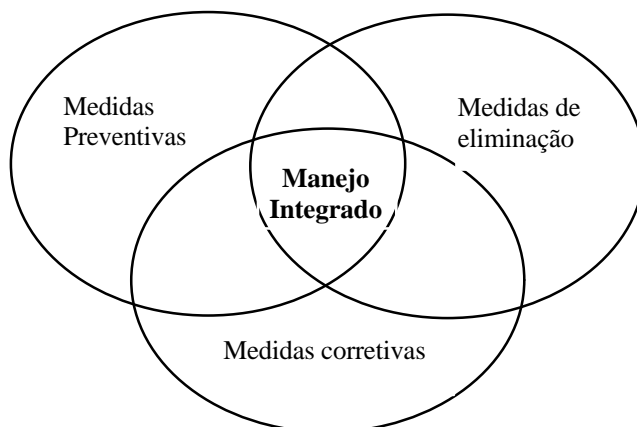 Medidas
Preventivas
Medidas de
eliminação
Manejo
Integrado
Medidas corretivas